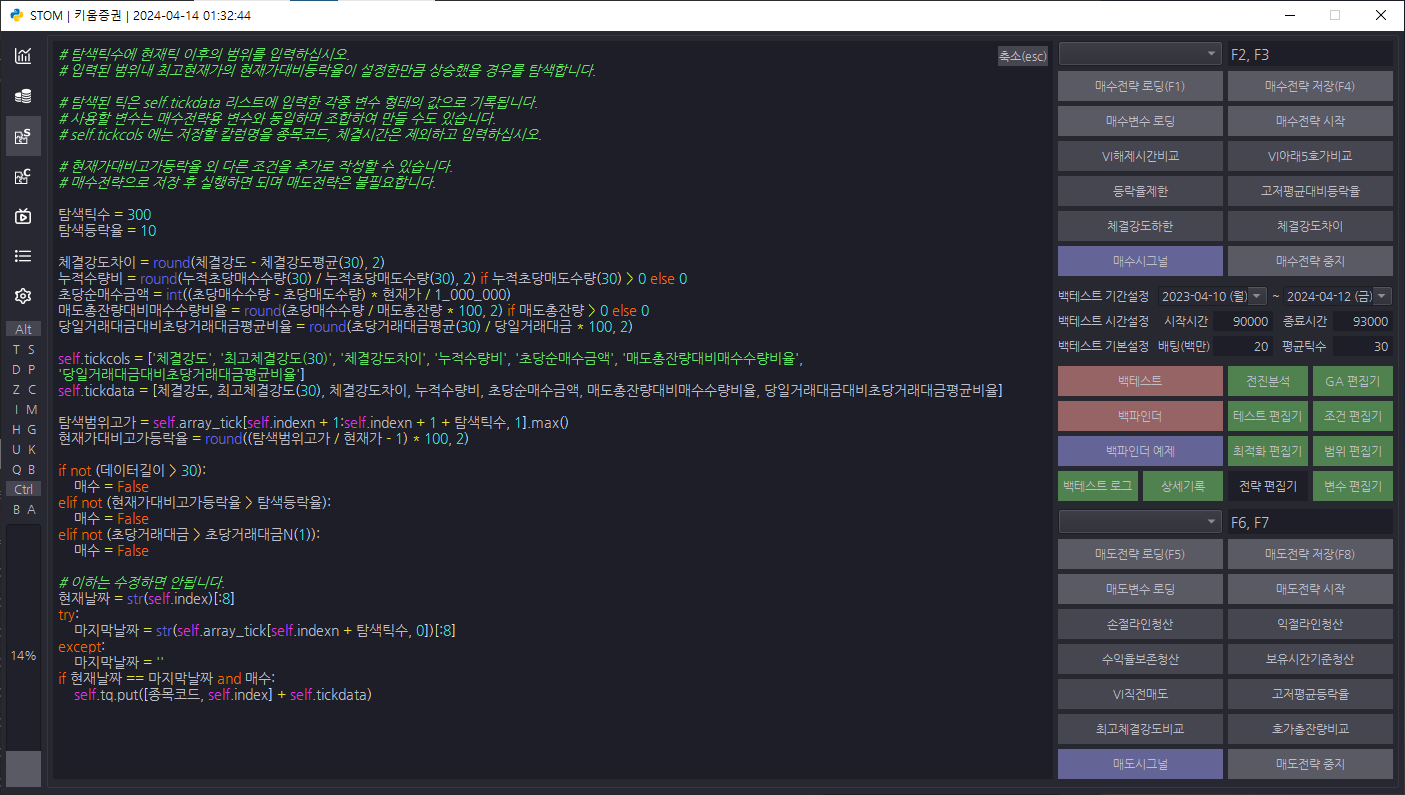 STOM | 키움증권 | 2024-04-14 01:32:44
# 탐색틱수에 현재틱 이후의 범위를 입력하십시오.
# 입력된 범위내 최고현재가의 현재가대비등락율이 설정한만큼 상승했을 경우를 탐색합니다.
# 탐색된 틱은 self.tickdata 리스트에 입력한 각종 변수 형태의 값으로 기록됩니다.
# 사용할 변수는 매수전략용 변수와 동일하며 조합하여 만들 수도 있습니다.
# self.tickcols 에는 저장할 칼럼명을 종목코드, 체결시간은 제외하고 입력하십시오.
# 현재가대비고가등락율 외 다른 조건을 추가로 작성할 수 있습니다.
# 매수전략으로 저장 후 실행하면 되며 매도전략은 불필요합니다.
탐색틱수 = 300
탐색등락율 = 10
체결강도차이 = round(체결강도 - 체결강도평균(30), 2)
누적수량비 = round(누적초당매수수량(30) / 누적초당매도수량(30), 2) if 누적초당매도수량(30) > 0 else 0
초당순매수금액 = int((초당매수수량 - 초당매도수량) * 현재가 / 1_000_000)
매도총잔량대비매수수량비율 = round(초당매수수량 / 매도총잔량 * 100, 2) if 매도총잔량 > 0 else 0
당일거래대금대비초당거래대금평균비율 = round(초당거래대금평균(30) / 당일거래대금 * 100, 2)
self.tickcols = ['체결강도', '최고체결강도(30)', '체결강도차이', '누적수량비', '초당순매수금액', '매도총잔량대비매수수량비율',
'당일거래대금대비초당거래대금평균비율']
self.tickdata = [체결강도, 최고체결강도(30), 체결강도차이, 누적수량비, 초당순매수금액, 매도총잔량대비매수수량비율, 당일거래대금대비초당거래대금평균비율]
탐색범위고가 = self.array_tick[self.indexn + 1:self.indexn + 1 + 탐색틱수, 1].max()
현재가대비고가등락율 = round((탐색범위고가 / 현재가 - 1) * 100, 2)
if not (데이터길이 > 30):
    매수 = False
elif not (현재가대비고가등락율 > 탐색등락율):
    매수 = False
elif not (초당거래대금 > 초당거래대금N(1)):
    매수 = False
# 이하는 수정하면 안됩니다.
현재날짜 = str(self.index)[:8]
try:
    마지막날짜 = str(self.array_tick[self.indexn + 탐색틱수, 0])[:8]
except:
    마지막날짜 = ''
if 현재날짜 == 마지막날짜 and 매수:
    self.tq.put([종목코드, self.index] + self.tickdata)
축소(esc)
S
C
Alt
T S
D P
Z C
I M
H G
U K
Q B
Ctrl
B A
14%
F2, F3
매수전략 로딩(F1) 매수전략 저장(F4)
매수변수 로딩 매수전략 시작
VI해제시간비교 VI아래5호가비교
등락율제한 고저평균대비등락율
체결강도하한 체결강도차이
매수시그널 매수전략 중지
백테스트 기간설정 2023-04-10 (월) ~ 2024-04-12 (금)
백테스트 시간설정 시작시간 90000 종료시간 93000
백테스트 기본설정 배팅(백만) 20 평균틱수 30
백테스트 전진분석 GA 편집기
백파인더 테스트 편집기 조건 편집기
백파인더 예제 최적화 편집기 범위 편집기
백테스트 로그 상세기록 전략 편집기 변수 편집기
F6, F7
매도전략 로딩(F5) 매도전략 저장(F8)
매도변수 로딩 매도전략 시작
손절라인청산 익절라인청산
수익율보존청산 보유시간기준청산
VI직전매도 고저평균등락율
최고체결강도비교 호가총잔량비교
매도시그널 매도전략 중지